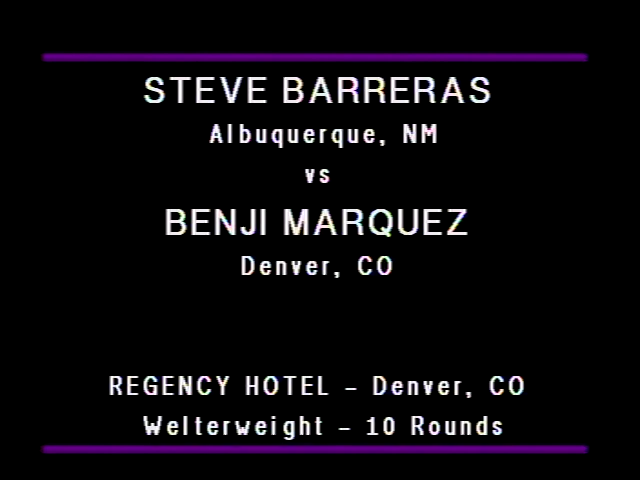 STEVE BARRERAS
Albuquerque, NM
vs
BENJI MARQUEZ
Denver, CO
REGENCY HOTEL – Denver, CO
Welterweight – 10 Rounds